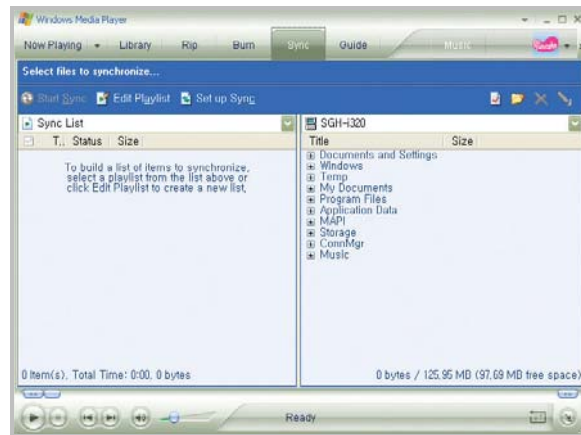 Windows Media Player
Now Playing Library Rip Burn Sync Guide Music
Select files to synchronize...
Start Sync Edit Playlist Set up Sync
Sync List
T.. Status Size
To build a list of items to synchronize,
select a playlist from the list above or
click Edit Playlist to create a new list,
0 Item(s), Total Time: 0:00, 0 bytes
SGH-i320
Title Size
Documents and Settings
Windows
Temp
My Documents
Program Files
Application Data
MAPI
Storage
ConnMgr
Music
0 bytes / 125,95 MB (97,69 MB free space)
Ready